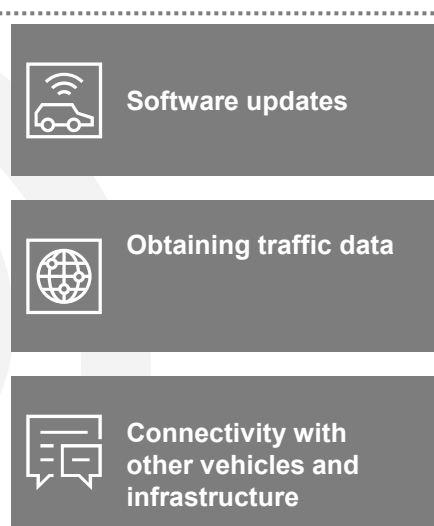 Software updates
Obtaining traffic data
Connectivity with
other vehicles and
infrastructure